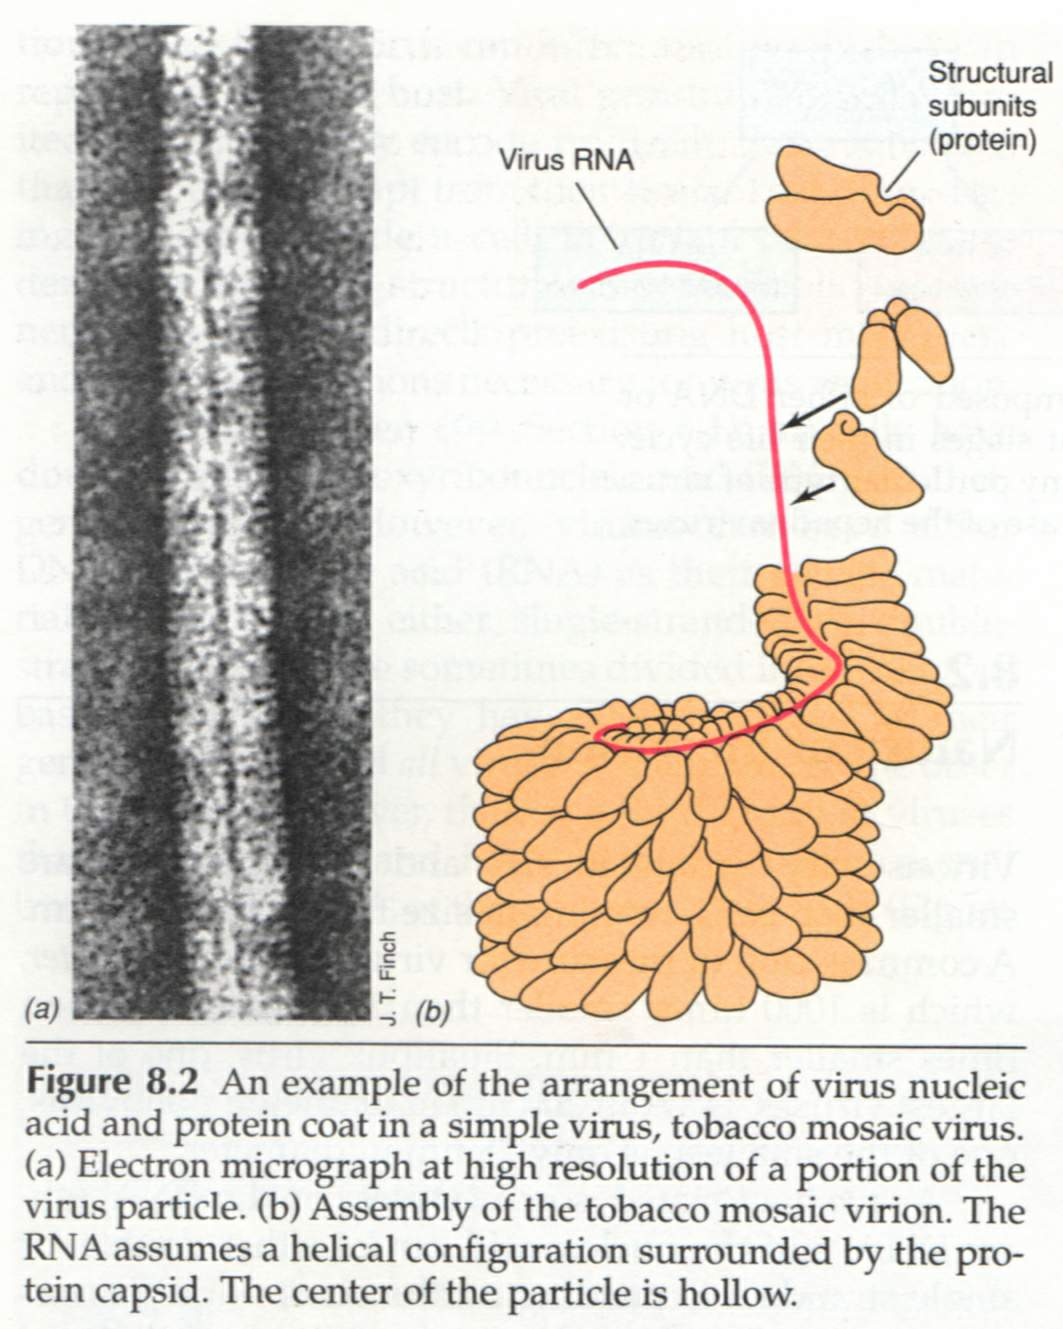 Structural
subunits
(protein)
Virus RNA
J. T. Finch
(a)
(b)
Figure 8.2 An example of the arrangement of virus nucleic
acid and protein coat in a simple virus, tobacco mosaic virus.
(a) Electron micrograph at high resolution of a portion of the
virus particle. (b) Assembly of the tobacco mosaic virion. The
RNA assumes a helical configuration surrounded by the pro-
tein capsid. The center of the particle is hollow.